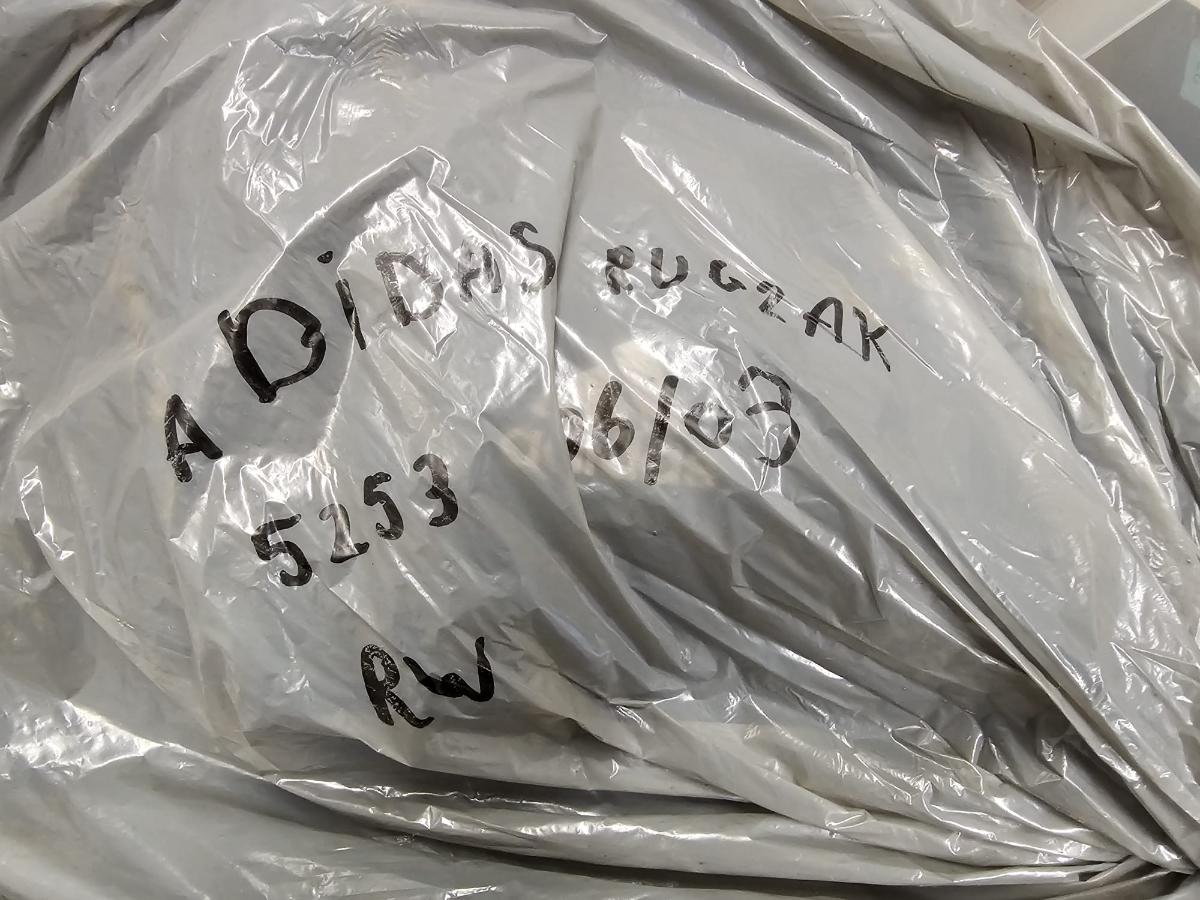 ADiDAS RUGZAK
5253 06/03
RW